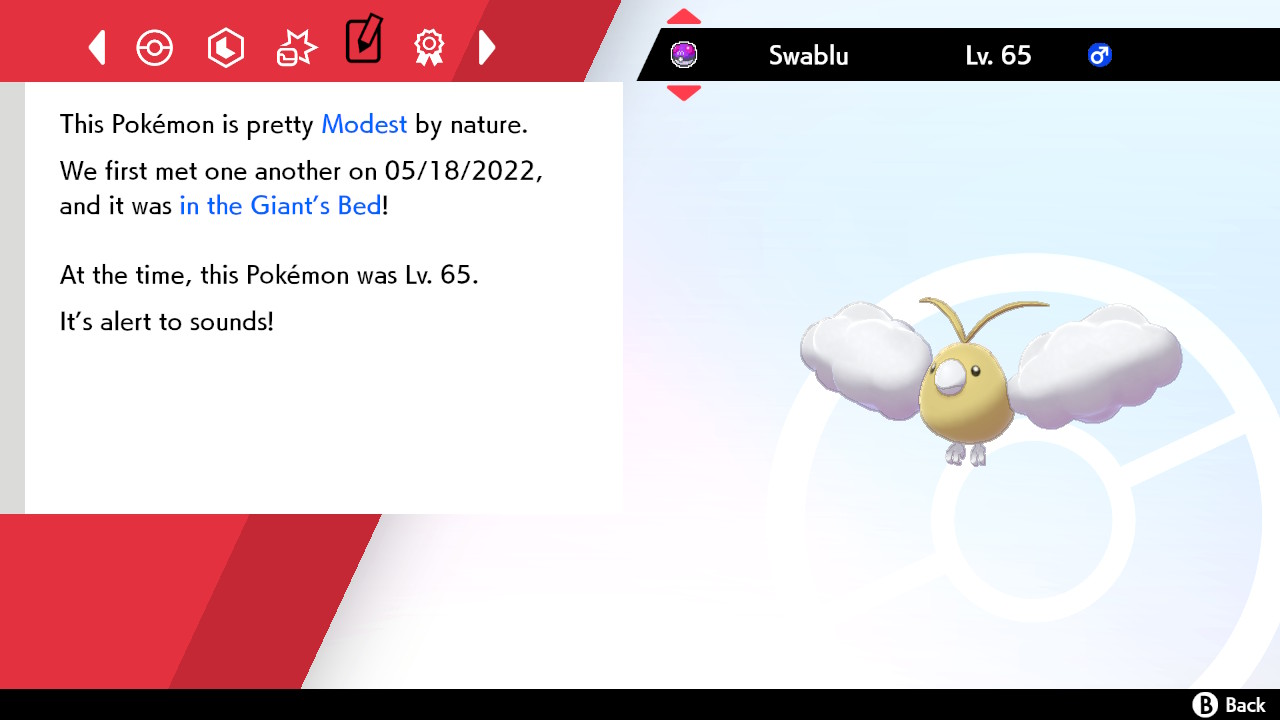 Swablu Lv. 65
This Pokémon is pretty Modest by nature.
We first met one another on 05/18/2022,
and it was in the Giant's Bed!
At the time, this Pokémon was Lv. 65.
It's alert to sounds!
B Back